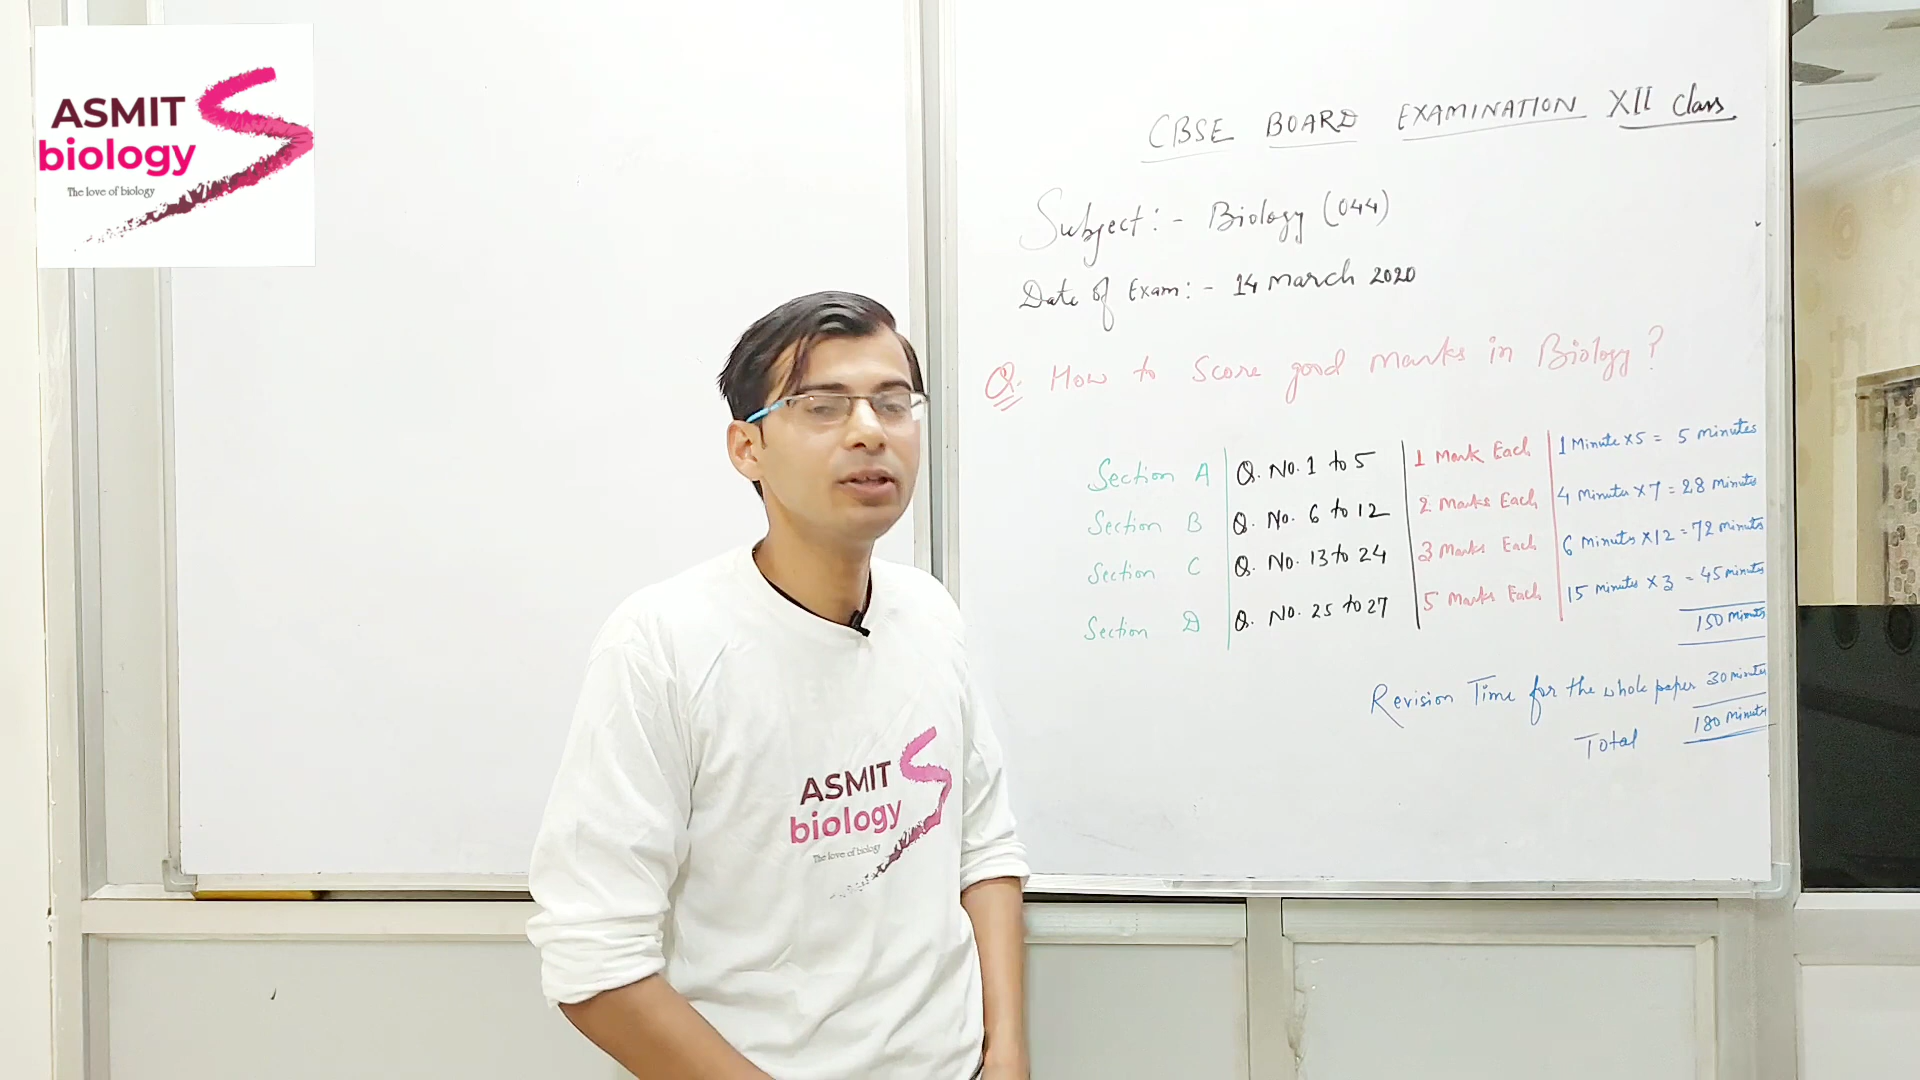 ASMIT
biology
The love of biology
CBSE BOARD EXAMINATION XII Class
Subject:- Biology (044)
Date of Exam:- 14 March 2020
Q. How to Score good marks in Biology?
Section A Q. No. 1 to 5 1 Mark Each 1 Minute x 5 = 5 minutes
Section B Q. No. 6 to 12 2 Marks Each 4 Minutes x 7 = 28 minutes
Section C Q. No. 13 to 24 3 Marks Each 6 Minutes x 12 = 72 minutes
Section D Q. No. 25 to 27 5 Marks Each 15 minutes x 3 = 45 minutes
150 minutes
Revision Time for the whole paper 30 minutes
Total 180 Minutes
ASMIT
biology
The love of biology